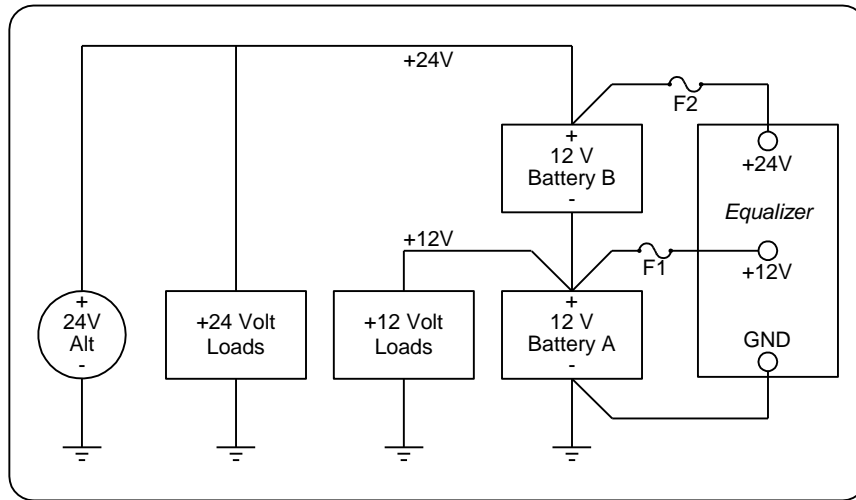 +24V
F2
+
12 V
Battery B
-
+24V
Equalizer
+12V
F1
+12V
+
24V
Alt
-
+24 Volt
Loads
+12 Volt
Loads
+
12 V
Battery A
-
GND